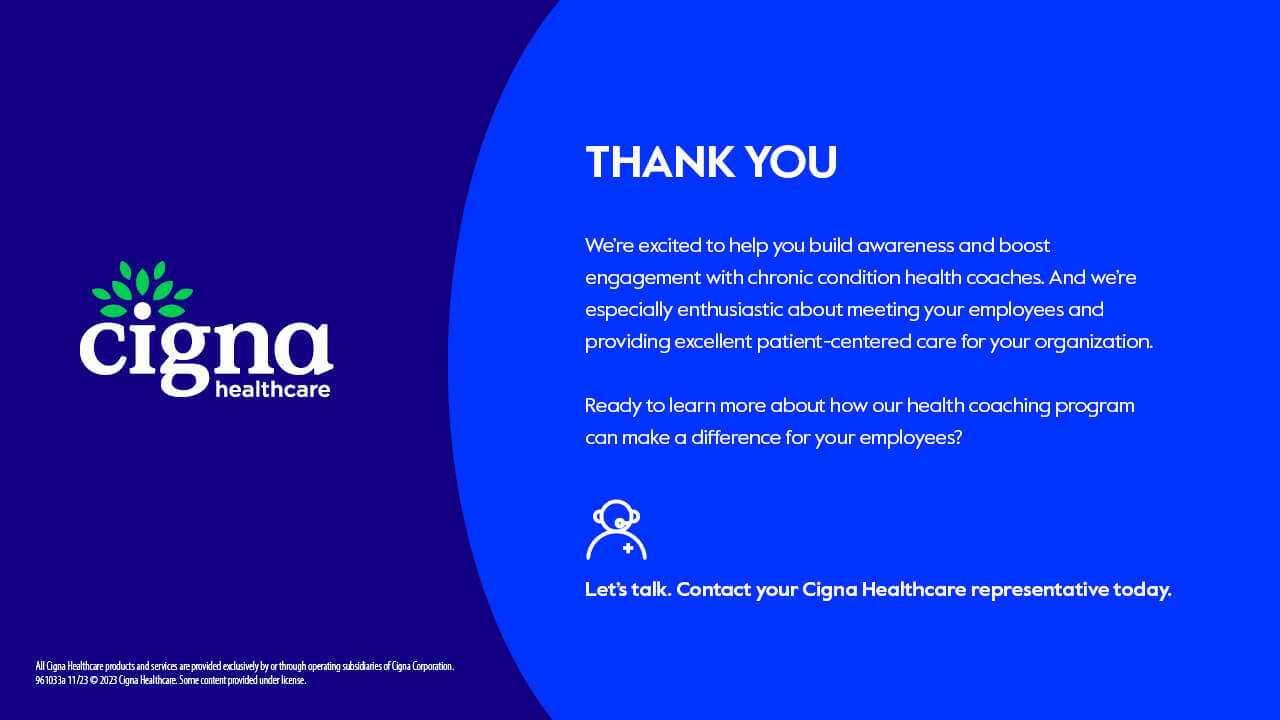 cigna
healthcare
THANK YOU
We're excited to help you build awareness and boost
engagement with chronic condition health coaches. And we're
especially enthusiastic about meeting your employees and
providing excellent patient-centered care for your organization.
Ready to learn more about how our health coaching program
can make a difference for your employees?
Let's talk. Contact your Cigna Healthcare representative today.
All Cigna Healthcare products and services are provided exclusively by or through operating subsidiaries of Cigna Corporation.
961033a 11/23 © 2023 Cigna Healthcare. Some content provided under license.